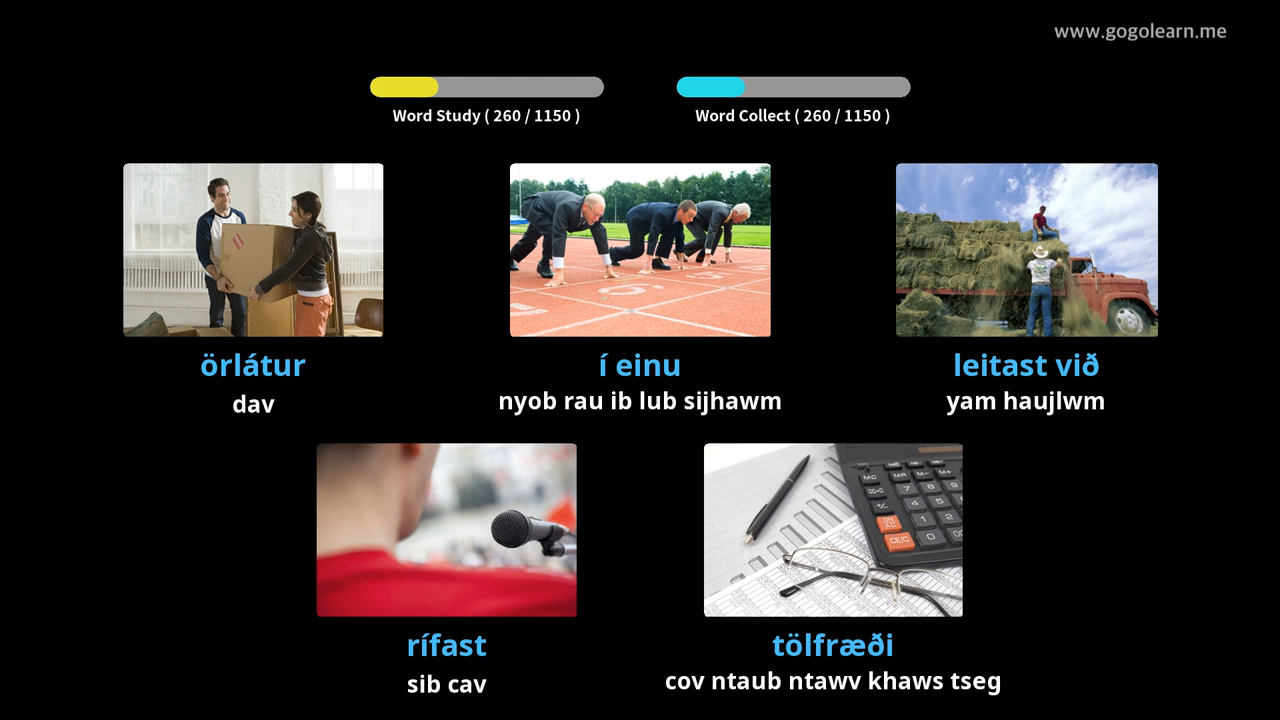 www.gogolearn.me
Word Study ( 260 / 1150 )
Word Collect ( 260 / 1150 )
örlátur
dav
í einu
nyob rau ib lub sijhawm
leitast við
yam haujlwm
rífast
sib cav
tölfræði
cov ntaub ntawv khaws tseg